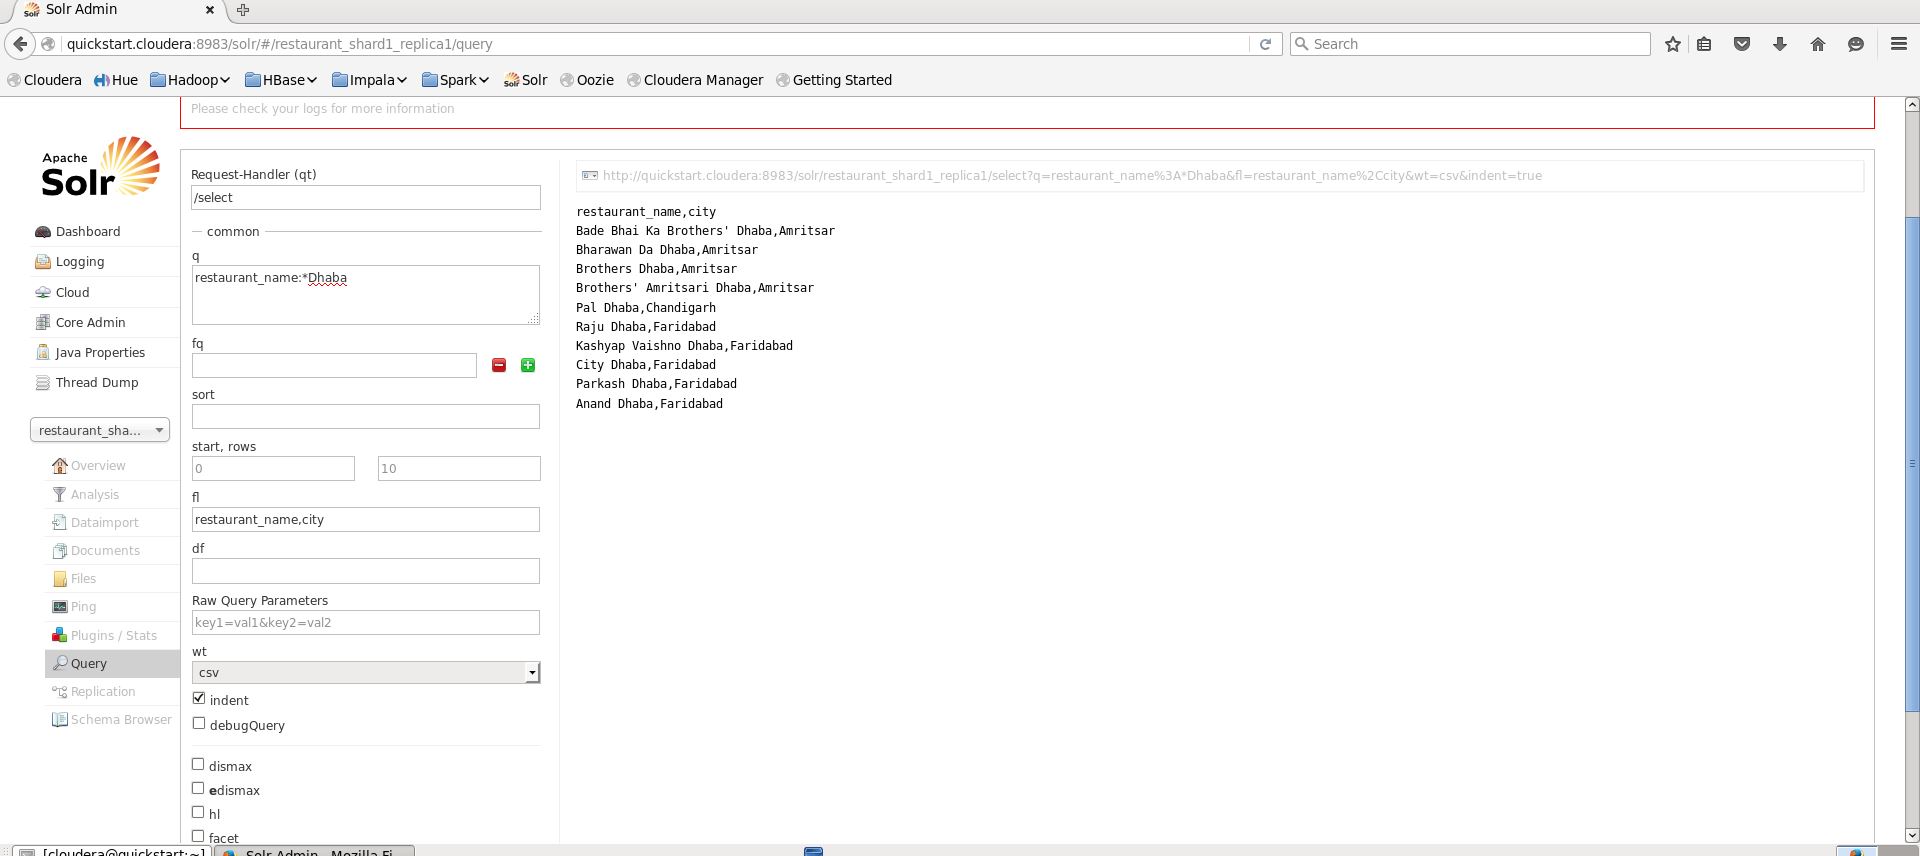 Solr Admin
quickstart.cloudera:8983/solr/#/restaurant_shard1_replica1/query
Search
Cloudera Hue Hadoop HBase Impala Spark Solr Oozie Cloudera Manager Getting Started
Please check your logs for more information
Apache
Solr
Dashboard
Logging
Cloud
Core Admin
Java Properties
Thread Dump
restaurant_sha...
Overview
Analysis
Dataimport
Documents
Files
Ping
Plugins / Stats
Query
Replication
Schema Browser
Request-Handler (qt)
/select
common
q
restaurant_name:*Dhaba
fq
sort
start, rows
0 10
fl
restaurant_name,city
df
Raw Query Parameters
key1=val1&key2=val2
wt
csv
indent
debugQuery
dismax
edismax
hl
facet
http://quickstart.cloudera:8983/solr/restaurant_shard1_replica1/select?q=restaurant_name%3A*Dhaba&fl=restaurant_name%2Ccity&wt=csv&indent=true
restaurant_name,city
Bade Bhai Ka Brothers' Dhaba,Amritsar
Bharawan Da Dhaba,Amritsar
Brothers Dhaba,Amritsar
Brothers' Amritsari Dhaba,Amritsar
Pal Dhaba,Chandigarh
Raju Dhaba,Faridabad
Kashyap Vaishno Dhaba,Faridabad
City Dhaba,Faridabad
Parkash Dhaba,Faridabad
Anand Dhaba,Faridabad
[cloudera@quickstart:~] Solr Admin - Mozilla Fi...